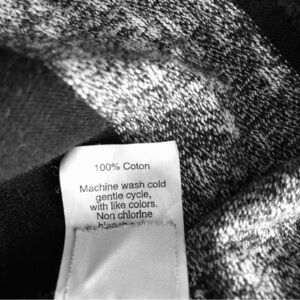 100% Coton
Machine wash cold
gentle cycle,
with like colors.
Non chlorine